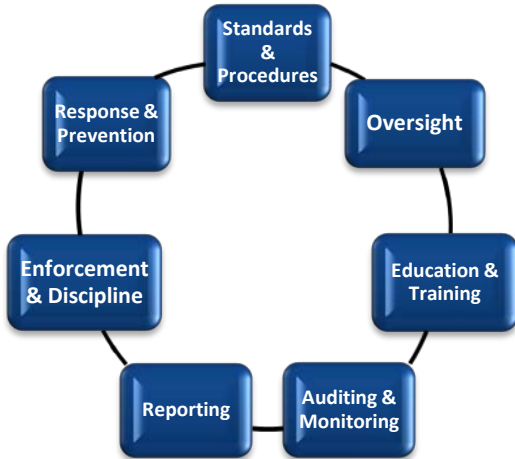 Standards
&
Procedures
Oversight
Education &
Training
Auditing &
Monitoring
Reporting
Enforcement
& Discipline
Response &
Prevention